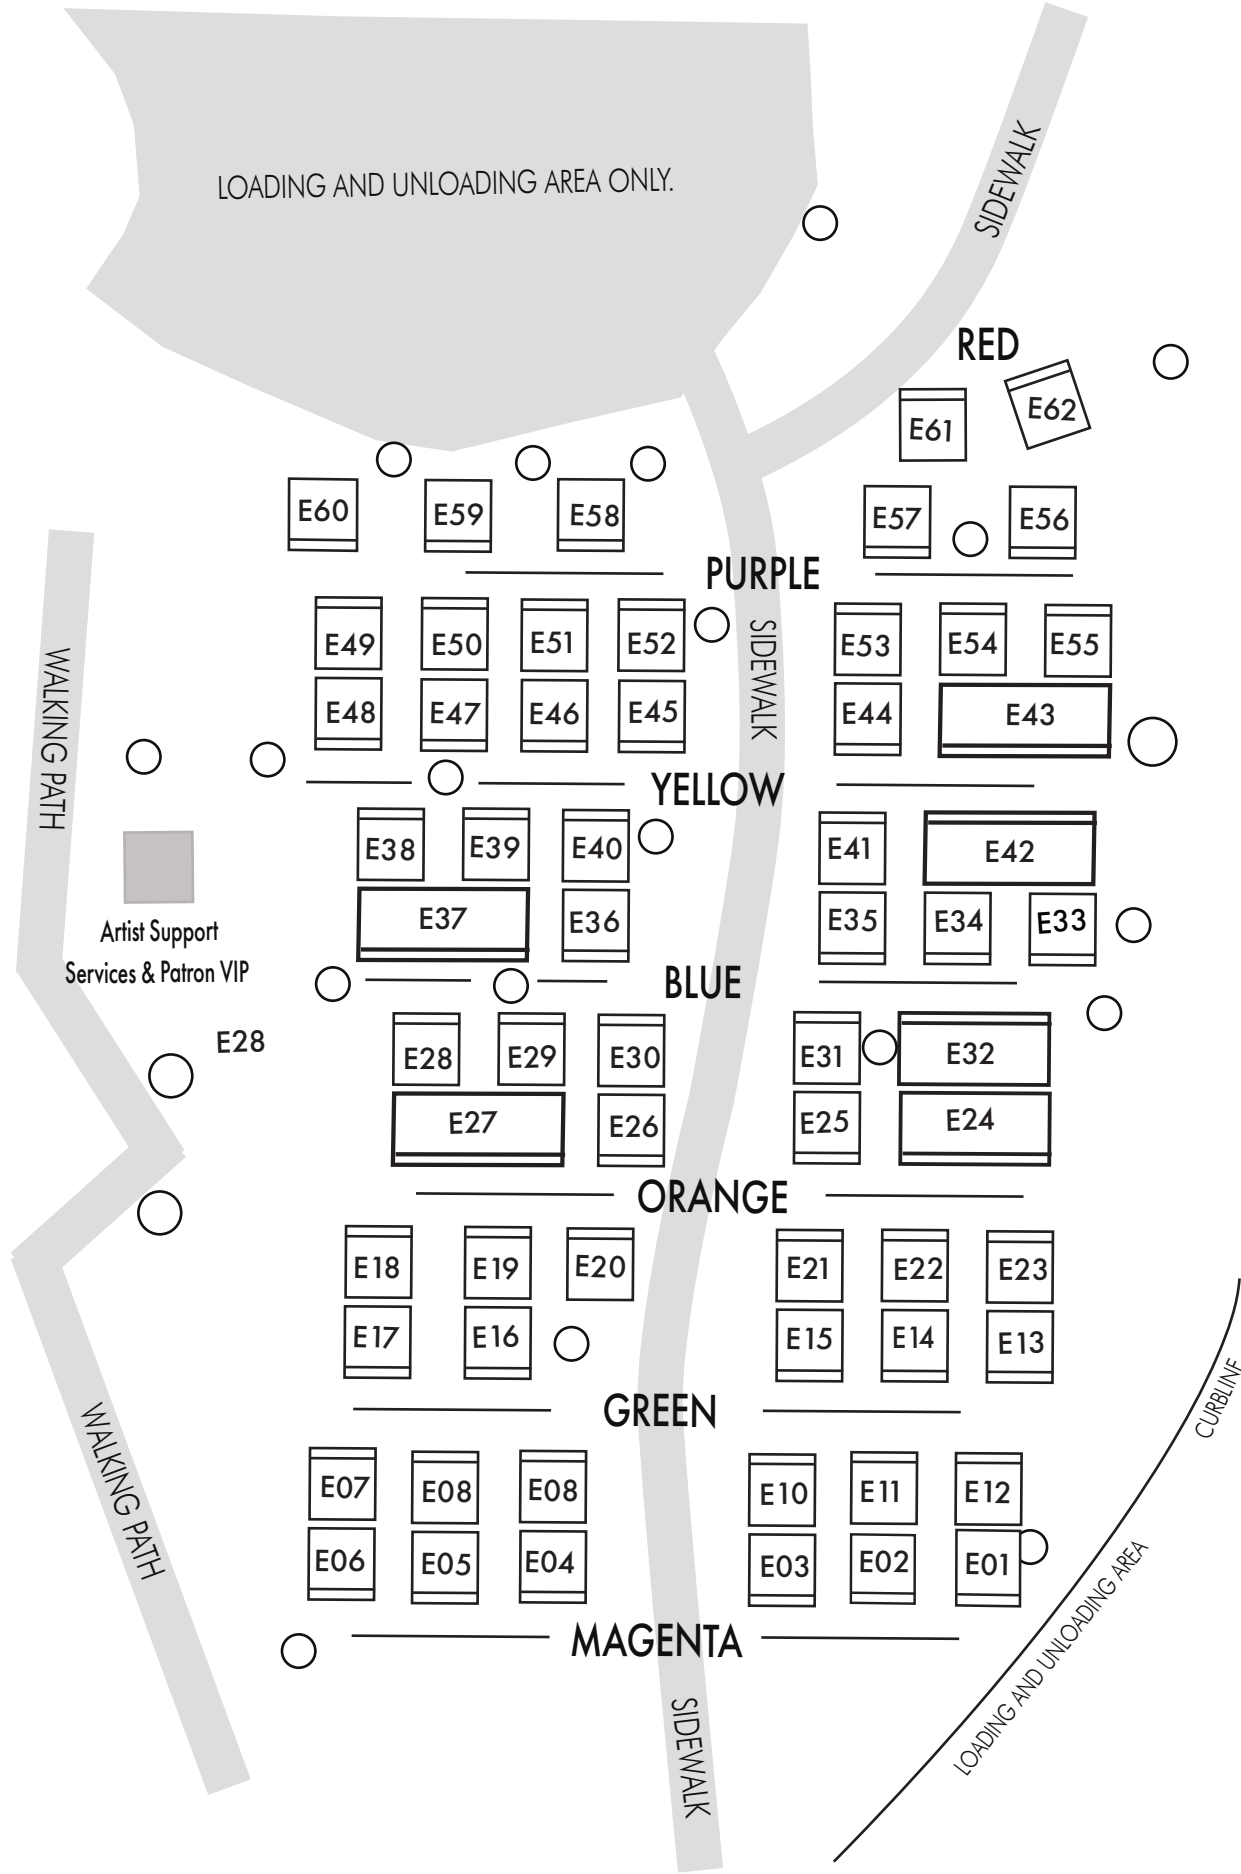 LOADING AND UNLOADING AREA ONLY.
SIDEWALK
RED
E61
E62
E60
E59
E58
E57
E56
PURPLE
E49
E50
E51
E52
SIDEWALK
E53
E54
E55
WALKING PATH
E48
E47
E46
E45
E44
E43
YELLOW
E38
E39
E40
E41
E42
E37
E36
E35
E34
E33
Artist Support
Services & Patron VIP
BLUE
E28
E28
E29
E30
E31
E32
E27
E26
E25
E24
ORANGE
E18
E19
E20
E21
E22
E23
E17
E16
E15
E14
E13
CURBLINE
GREEN
WALKING PATH
E07
E08
E08
E10
E11
E12
E06
E05
E04
E03
E02
E01
LOADING AND UNLOADING AREA
MAGENTA
SIDEWALK